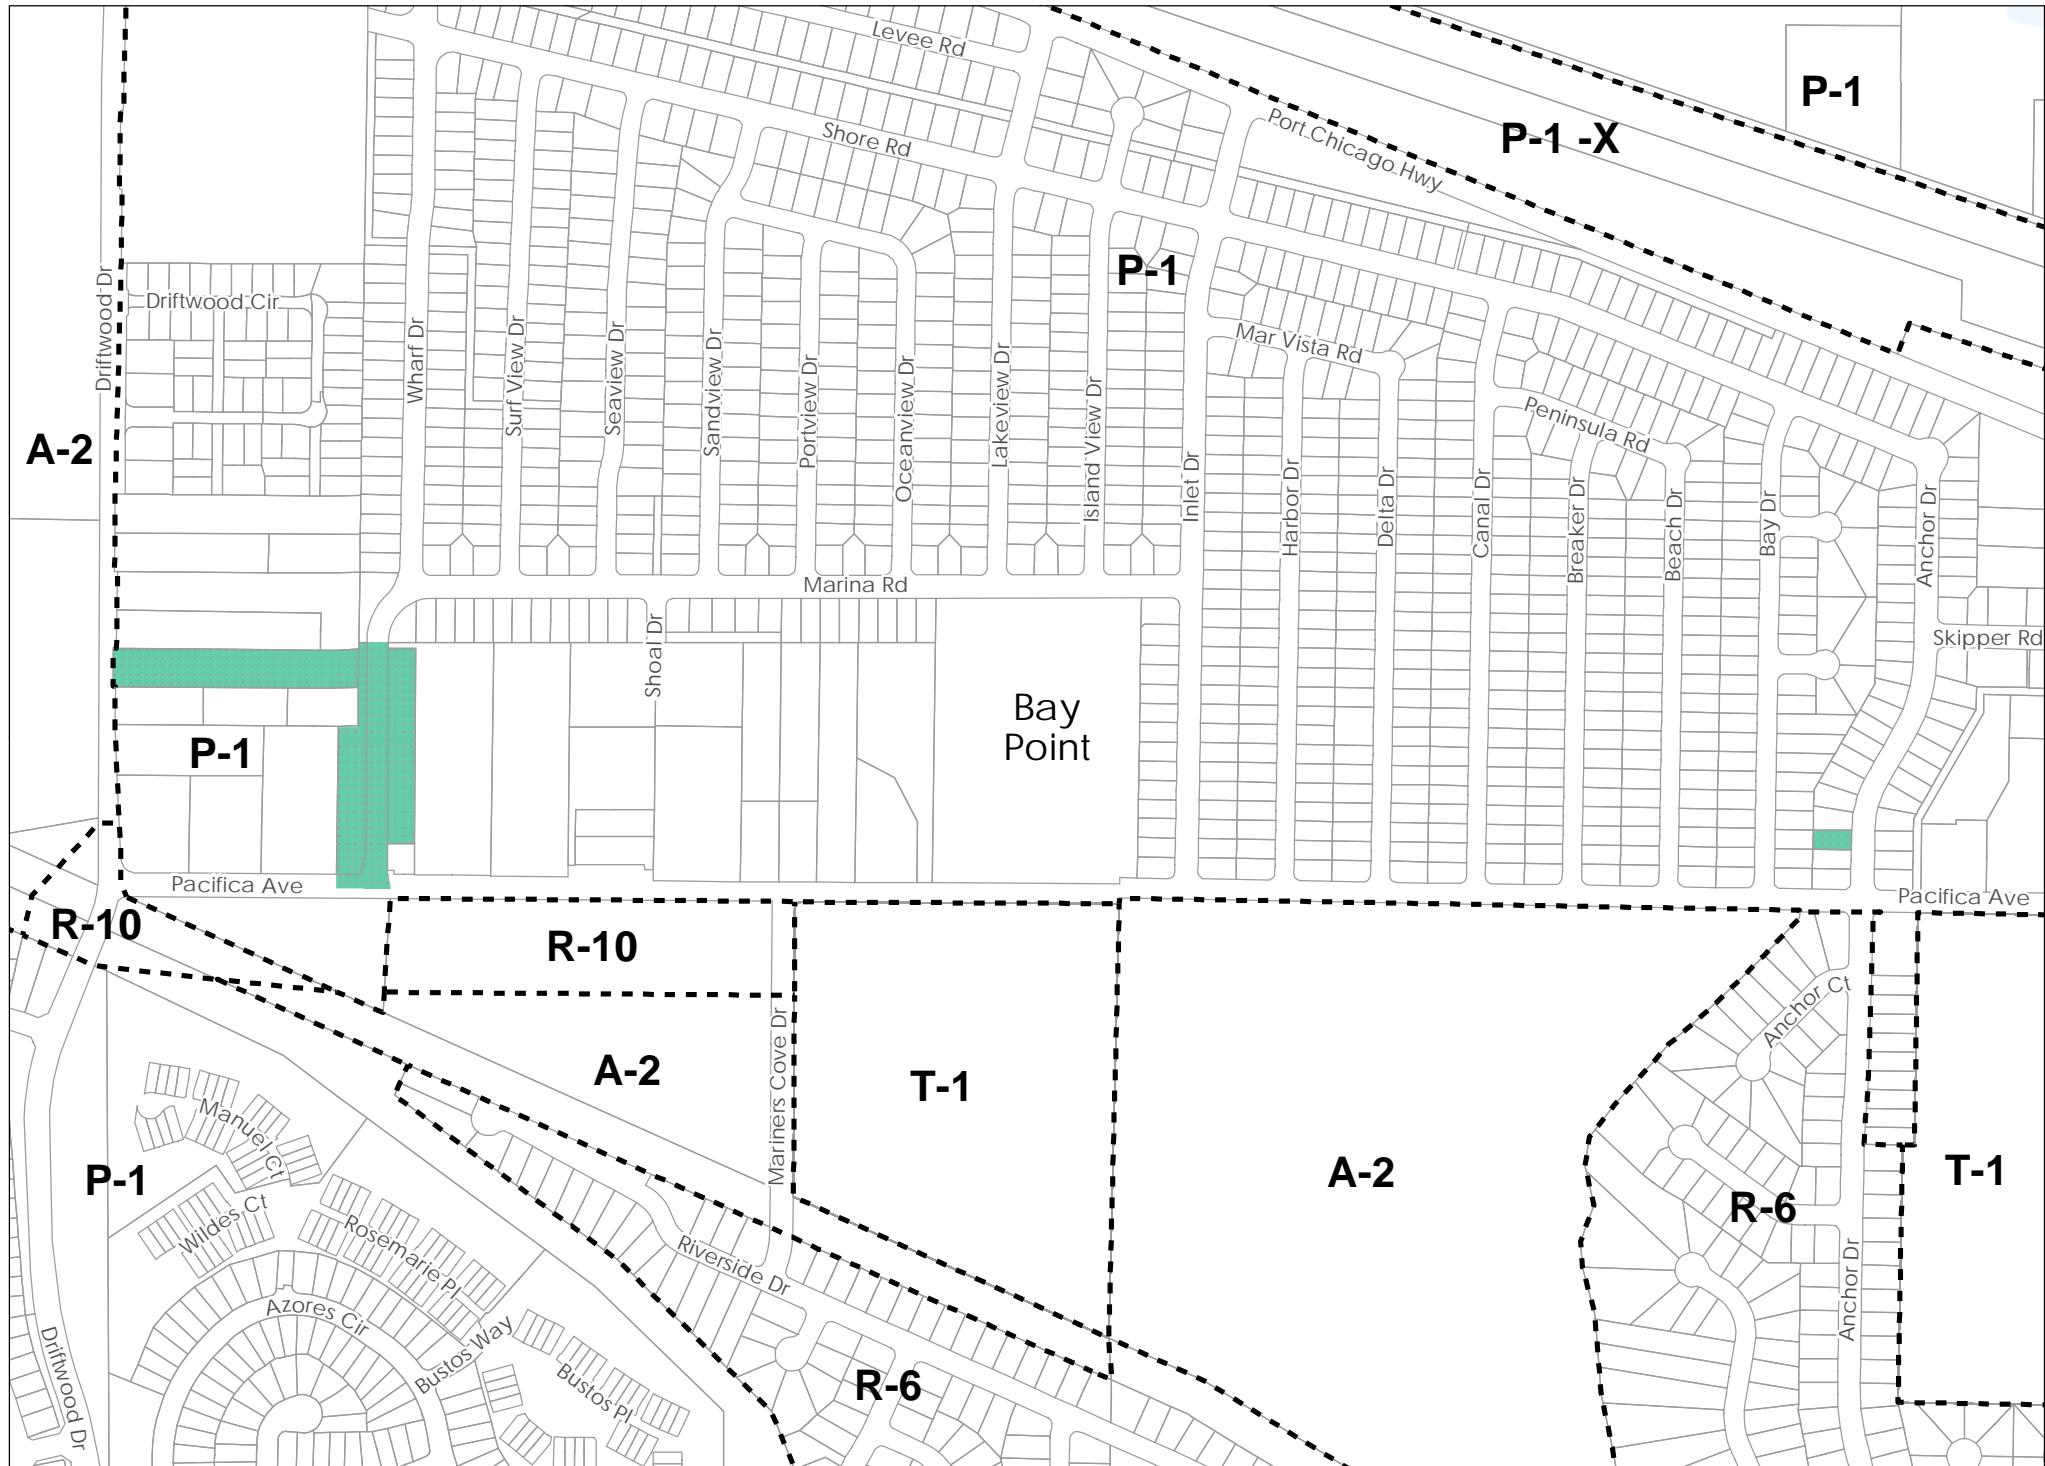 Levee Rd
P-1
Port Chicago Hwy
P-1 -X
Shore Rd
P-1
Driftwood Dr
Driftwood Cir
Wharf Dr
Surf View Dr
Seaview Dr
Sandview Dr
Portview Dr
Oceanview Dr
Lakeview Dr
Island View Dr
Inlet Dr
Mar Vista Rd
Harbor Dr
Delta Dr
Canal Dr
Peninsula Rd
Breaker Dr
Beach Dr
Bay Dr
Anchor Dr
A-2
Marina Rd
Shoal Dr
Skipper Rd
Bay
Point
P-1
Pacifica Ave
Pacifica Ave
R-10
R-10
Mariners Cove Dr
A-2
T-1
A-2
Anchor Ct
R-6
T-1
Anchor Dr
Manuel Ct
P-1
Wildes Ct
Rosemarie Pl
Riverside Dr
Azores Cir
Bustos Way
Bustos Pl
Driftwood Dr
R-6